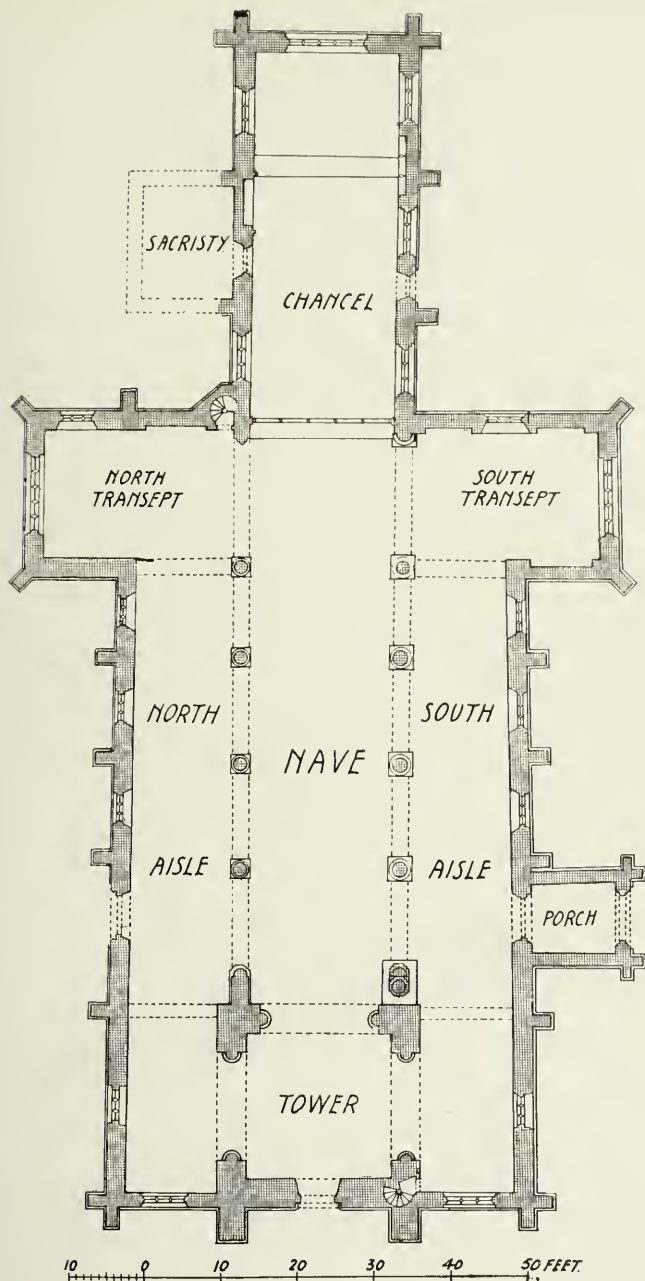 SACRISTY
CHANCEL
NORTH
TRANSEPT
SOUTH
TRANSEPT
NORTH
SOUTH
NAVE
AISLE
AISLE
PORCH
TOWER
10 0 10 20 30 40 50 FEET.